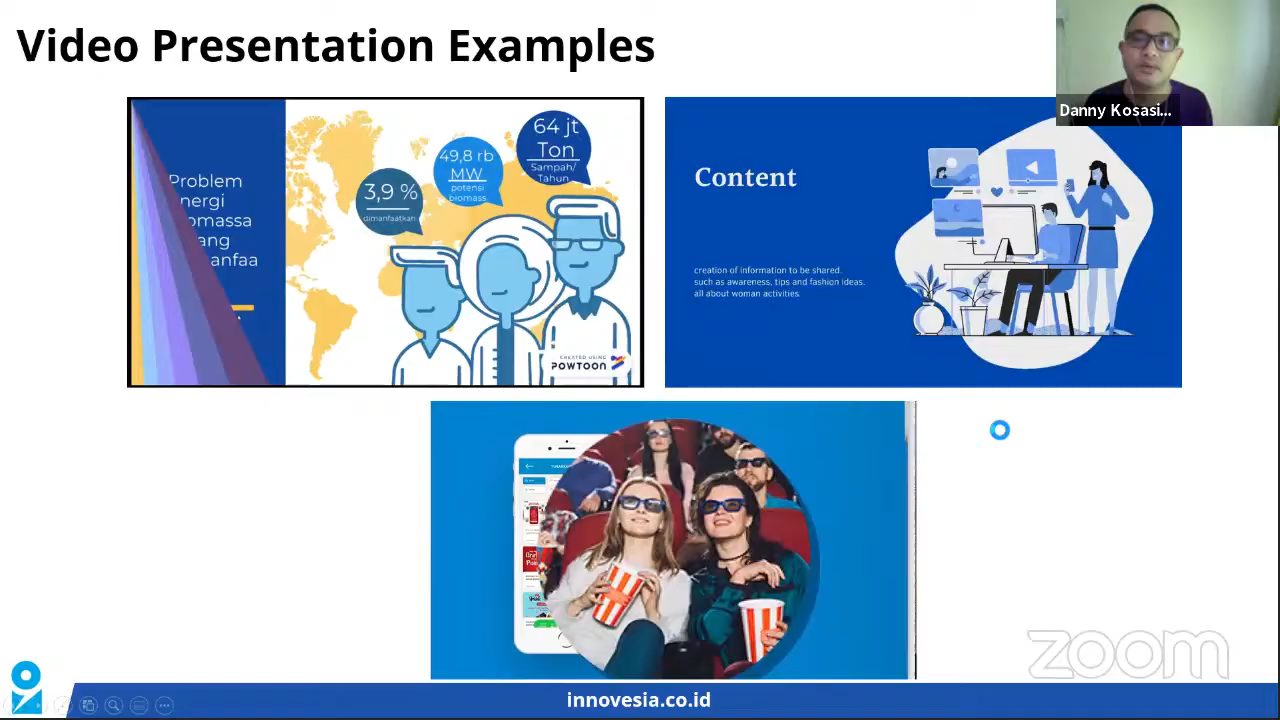 Video Presentation Examples
Danny Kosasi...
Problem
nergi
omassa
ang
anfaa
3,9 %
dimanfaatkan
49,8 rb
MW
potensi
biomass
64 jt
Ton
Sampah/
Tahun
CREATED USING
POWTOON
Content
creation of information to be shared.
such as awareness, tips and fashion ideas.
all about woman activities.
zoom
innovesia.co.id